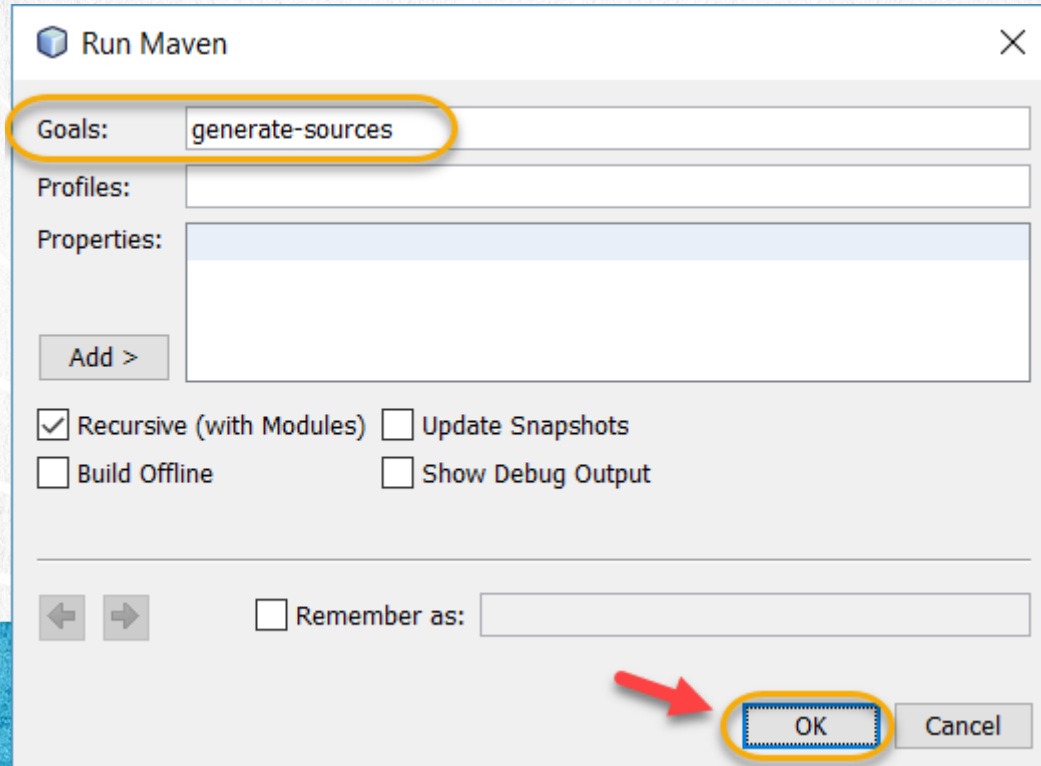 Run Maven
Goals: generate-sources
Profiles:
Properties:
Add >
Recursive (with Modules) Update Snapshots
Build Offline Show Debug Output
Remember as:
OK Cancel